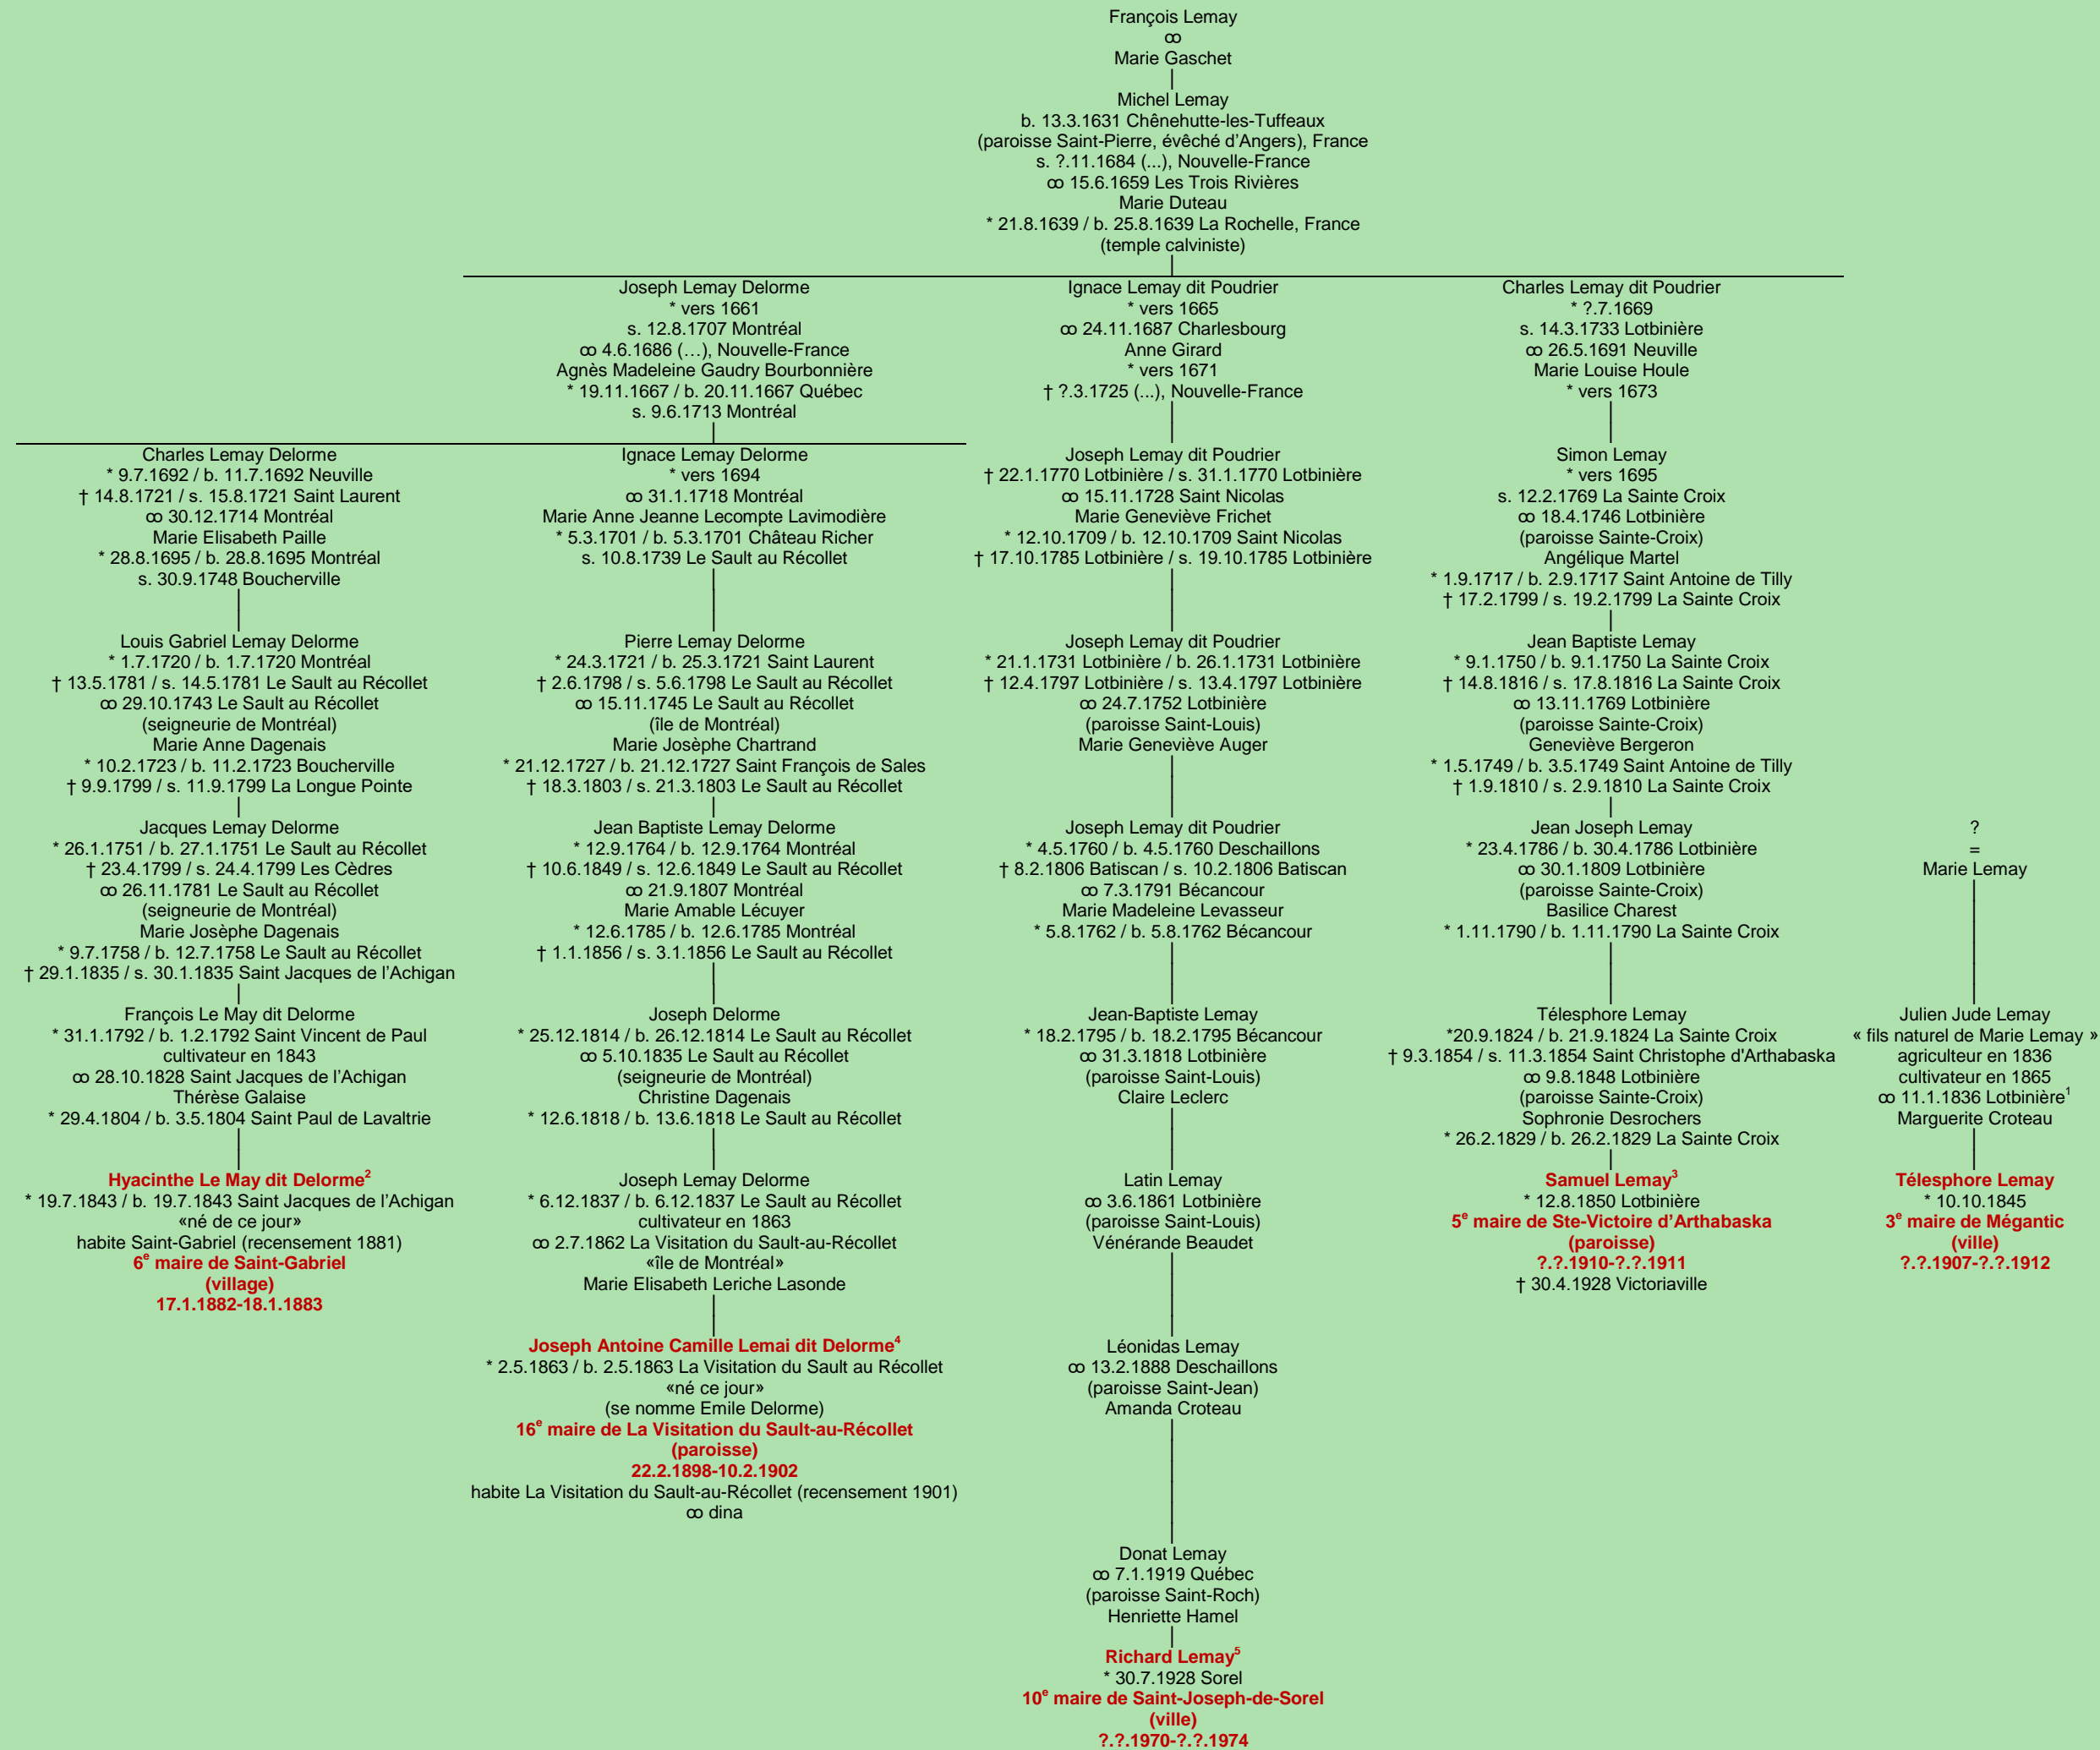 François Lemay
ꝏ
Marie Gaschet
Michel Lemay
b. 13.3.1631 Chênehutte-les-Tuffeaux
(paroisse Saint-Pierre, évêché d'Angers), France
s. ?.11.1684 (...), Nouvelle-France
ꝏ 15.6.1659 Les Trois Rivières
Marie Duteau
* 21.8.1639 / b. 25.8.1639 La Rochelle, France
(temple calviniste)
Joseph Lemay Delorme
* vers 1661
s. 12.8.1707 Montréal
ꝏ 4.6.1686 (…), Nouvelle-France
Agnès Madeleine Gaudry Bourbonnière
* 19.11.1667 / b. 20.11.1667 Québec
s. 9.6.1713 Montréal
Ignace Lemay dit Poudrier
* vers 1665
ꝏ 24.11.1687 Charlesbourg
Anne Girard
* vers 1671
† ?.3.1725 (...), Nouvelle-France
Charles Lemay dit Poudrier
* ?.7.1669
s. 14.3.1733 Lotbinière
ꝏ 26.5.1691 Neuville
Marie Louise Houle
* vers 1673
Charles Lemay Delorme
* 9.7.1692 / b. 11.7.1692 Neuville
† 14.8.1721 / s. 15.8.1721 Saint Laurent
ꝏ 30.12.1714 Montréal
Marie Elisabeth Paille
* 28.8.1695 / b. 28.8.1695 Montréal
s. 30.9.1748 Boucherville
Ignace Lemay Delorme
* vers 1694
ꝏ 31.1.1718 Montréal
Marie Anne Jeanne Lecompte Lavimodière
* 5.3.1701 / b. 5.3.1701 Château Richer
s. 10.8.1739 Le Sault au Récollet
Joseph Lemay dit Poudrier
† 22.1.1770 Lotbinière / s. 31.1.1770 Lotbinière
ꝏ 15.11.1728 Saint Nicolas
Marie Geneviève Frichet
* 12.10.1709 / b. 12.10.1709 Saint Nicolas
† 17.10.1785 Lotbinière / s. 19.10.1785 Lotbinière
Simon Lemay
* vers 1695
s. 12.2.1769 La Sainte Croix
ꝏ 18.4.1746 Lotbinière
(paroisse Sainte-Croix)
Angélique Martel
* 1.9.1717 / b. 2.9.1717 Saint Antoine de Tilly
† 17.2.1799 / s. 19.2.1799 La Sainte Croix
Louis Gabriel Lemay Delorme
* 1.7.1720 / b. 1.7.1720 Montréal
† 13.5.1781 / s. 14.5.1781 Le Sault au Récollet
ꝏ 29.10.1743 Le Sault au Récollet
(seigneurie de Montréal)
Marie Anne Dagenais
* 10.2.1723 / b. 11.2.1723 Boucherville
† 9.9.1799 / s. 11.9.1799 La Longue Pointe
Pierre Lemay Delorme
* 24.3.1721 / b. 25.3.1721 Saint Laurent
† 2.6.1798 / s. 5.6.1798 Le Sault au Récollet
ꝏ 15.11.1745 Le Sault au Récollet
(île de Montréal)
Marie Josèphe Chartrand
* 21.12.1727 / b. 21.12.1727 Saint François de Sales
† 18.3.1803 / s. 21.3.1803 Le Sault au Récollet
Joseph Lemay dit Poudrier
* 21.1.1731 Lotbinière / b. 26.1.1731 Lotbinière
† 12.4.1797 Lotbinière / s. 13.4.1797 Lotbinière
ꝏ 24.7.1752 Lotbinière
(paroisse Saint-Louis)
Marie Geneviève Auger
Jean Baptiste Lemay
* 9.1.1750 / b. 9.1.1750 La Sainte Croix
† 14.8.1816 / s. 17.8.1816 La Sainte Croix
ꝏ 13.11.1769 Lotbinière
(paroisse Sainte-Croix)
Geneviève Bergeron
* 1.5.1749 / b. 3.5.1749 Saint Antoine de Tilly
† 1.9.1810 / s. 2.9.1810 La Sainte Croix
Jacques Lemay Delorme
* 26.1.1751 / b. 27.1.1751 Le Sault au Récollet
† 23.4.1799 / s. 24.4.1799 Les Cèdres
ꝏ 26.11.1781 Le Sault au Récollet
(seigneurie de Montréal)
Marie Josèphe Dagenais
* 9.7.1758 / b. 12.7.1758 Le Sault au Récollet
† 29.1.1835 / s. 30.1.1835 Saint Jacques de l'Achigan
Jean Baptiste Lemay Delorme
* 12.9.1764 / b. 12.9.1764 Montréal
† 10.6.1849 / s. 12.6.1849 Le Sault au Récollet
ꝏ 21.9.1807 Montréal
Marie Amable Lécuyer
* 12.6.1785 / b. 12.6.1785 Montréal
† 1.1.1856 / s. 3.1.1856 Le Sault au Récollet
Joseph Lemay dit Poudrier
* 4.5.1760 / b. 4.5.1760 Deschaillons
† 8.2.1806 Batiscan / s. 10.2.1806 Batiscan
ꝏ 7.3.1791 Bécancour
Marie Madeleine Levasseur
* 5.8.1762 / b. 5.8.1762 Bécancour
Jean Joseph Lemay
* 23.4.1786 / b. 30.4.1786 Lotbinière
ꝏ 30.1.1809 Lotbinière
(paroisse Sainte-Croix)
Basilice Charest
* 1.11.1790 / b. 1.11.1790 La Sainte Croix
?
=
Marie Lemay
François Le May dit Delorme
* 31.1.1792 / b. 1.2.1792 Saint Vincent de Paul
cultivateur en 1843
ꝏ 28.10.1828 Saint Jacques de l'Achigan
Thérèse Galaise
* 29.4.1804 / b. 3.5.1804 Saint Paul de Lavaltrie
Joseph Delorme
* 25.12.1814 / b. 26.12.1814 Le Sault au Récollet
ꝏ 5.10.1835 Le Sault au Récollet
(seigneurie de Montréal)
Christine Dagenais
* 12.6.1818 / b. 13.6.1818 Le Sault au Récollet
Jean-Baptiste Lemay
* 18.2.1795 / b. 18.2.1795 Bécancour
ꝏ 31.3.1818 Lotbinière
(paroisse Saint-Louis)
Claire Leclerc
Télesphore Lemay
*20.9.1824 / b. 21.9.1824 La Sainte Croix
† 9.3.1854 / s. 11.3.1854 Saint Christophe d'Arthabaska
ꝏ 9.8.1848 Lotbinière
(paroisse Sainte-Croix)
Sophronie Desrochers
* 26.2.1829 / b. 26.2.1829 La Sainte Croix
Julien Jude Lemay
« fils naturel de Marie Lemay »
agriculteur en 1836
cultivateur en 1865
ꝏ 11.1.1836 Lotbinière¹
Marguerite Croteau
Hyacinthe Le May dit Delorme²
* 19.7.1843 / b. 19.7.1843 Saint Jacques de l'Achigan
«né de ce jour»
habite Saint-Gabriel (recensement 1881)
6e maire de Saint-Gabriel
(village)
17.1.1882-18.1.1883
Joseph Lemay Delorme
* 6.12.1837 / b. 6.12.1837 Le Sault au Récollet
cultivateur en 1863
ꝏ 2.7.1862 La Visitation du Sault-au-Récollet
«île de Montréal»
Marie Elisabeth Leriche Lasonde
Latin Lemay
ꝏ 3.6.1861 Lotbinière
(paroisse Saint-Louis)
Vénérande Beaudet
Samuel Lemay³
* 12.8.1850 Lotbinière
5e maire de Ste-Victoire d'Arthabaska
(paroisse)
?.?.1910-?.?.1911
† 30.4.1928 Victoriaville
Télesphore Lemay
* 10.10.1845
3e maire de Mégantic
(ville)
?.?.1907-?.?.1912
Joseph Antoine Camille Lemai dit Delorme⁴
* 2.5.1863 / b. 2.5.1863 La Visitation du Sault au Récollet
«né ce jour»
(se nomme Emile Delorme)
16e maire de La Visitation du Sault-au-Récollet
(paroisse)
22.2.1898-10.2.1902
habite La Visitation du Sault-au-Récollet (recensement 1901)
ꝏ dina
Léonidas Lemay
ꝏ 13.2.1888 Deschaillons
(paroisse Saint-Jean)
Amanda Croteau
Donat Lemay
ꝏ 7.1.1919 Québec
(paroisse Saint-Roch)
Henriette Hamel
Richard Lemay⁵
* 30.7.1928 Sorel
10e maire de Saint-Joseph-de-Sorel
(ville)
?.?.1970-?.?.1974